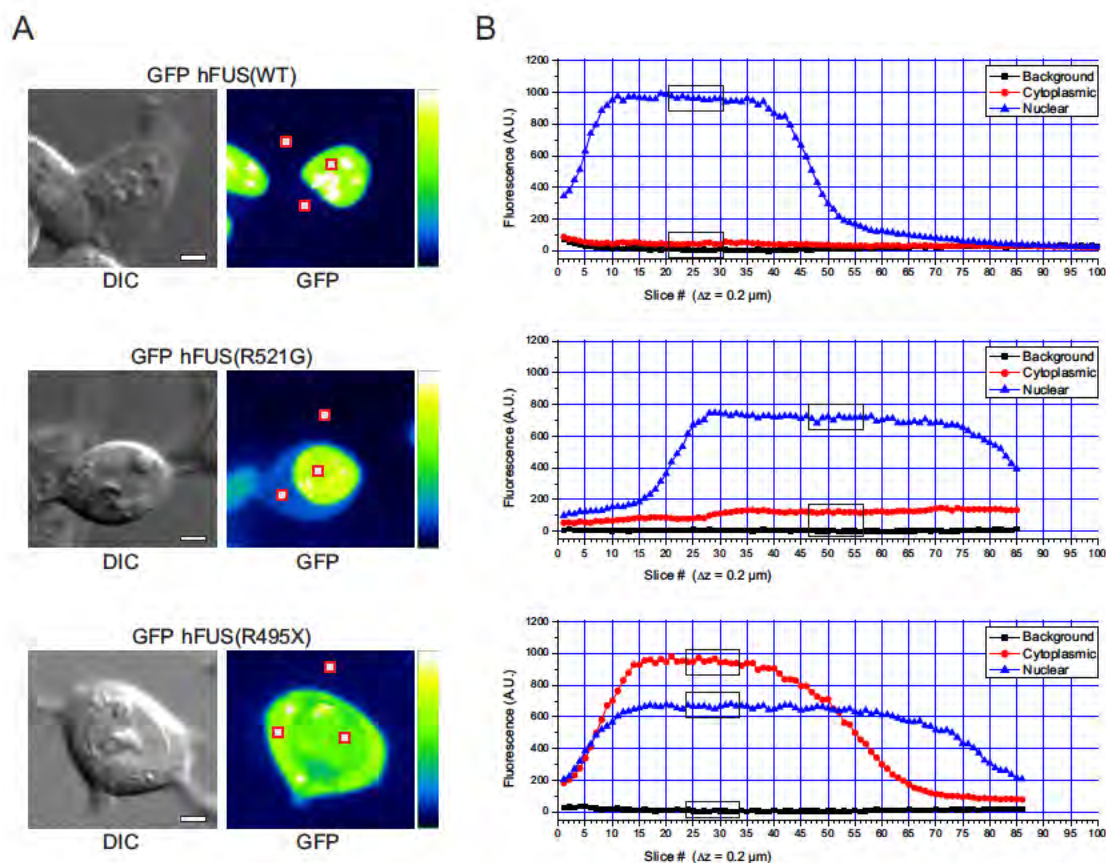 A
GFP hFUS(WT)
DIC
GFP
GFP hFUS(R521G)
DIC
GFP
GFP hFUS(R495X)
DIC
GFP
B
1200
1000
800
600
400
200
0
Fluorescence (A.U.)
Background
Cytoplasmic
Nuclear
0 5 10 15 20 25 30 35 40 45 50 55 60 65 70 75 80 85 90 95 100
Slice # (Δz = 0.2 μm)
1200
1000
800
600
400
200
0
Fluorescence (A.U.)
Background
Cytoplasmic
Nuclear
0 5 10 15 20 25 30 35 40 45 50 55 60 65 70 75 80 85 90 95 100
Slice # (Δz = 0.2 μm)
1200
1000
800
600
400
200
0
Fluorescence (A.U.)
Background
Cytoplasmic
Nuclear
0 5 10 15 20 25 30 35 40 45 50 55 60 65 70 75 80 85 90 95 100
Slice # (Δz = 0.2 μm)